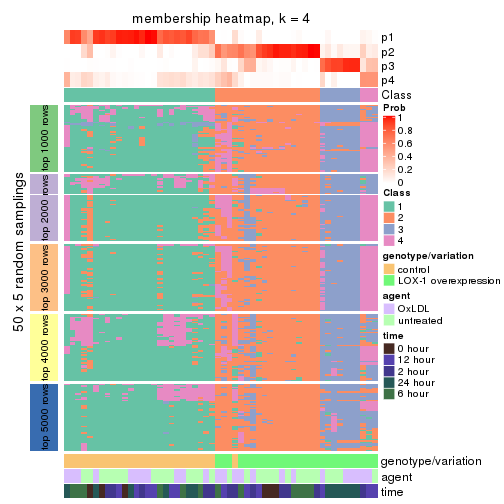 membership heatmap, k = 4
p1
p2
p3
p4
Class
50 x 5 random samplings
top 1000 rows
top 2000 rows
top 3000 rows
top 4000 rows
top 5000 rows
Prob
1
0.8
0.6
0.4
0.2
0
Class
1
2
3
4
genotype/variation
control
LOX-1 overexpression
agent
OxLDL
untreated
time
0 hour
12 hour
2 hour
24 hour
6 hour
genotype/variation
agent
time